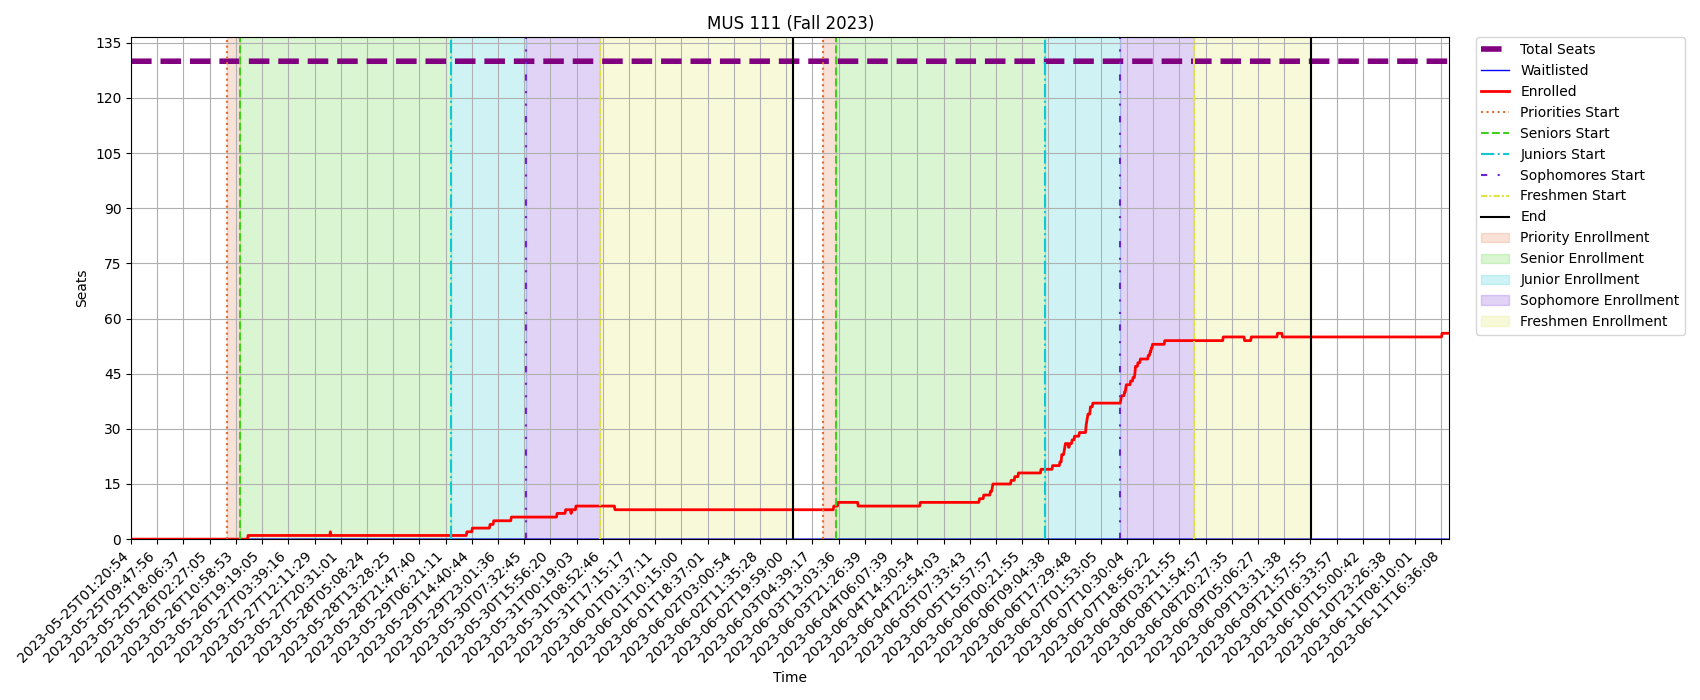 MUS 111 (Fall 2023)
135
120
105
90
75
60
45
30
15
0
Seats
2023-05-25T01:20:54
2023-05-25T09:47:56
2023-05-25T18:06:37
2023-05-26T02:27:05
2023-05-26T10:58:53
2023-05-26T19:19:05
2023-05-27T03:39:16
2023-05-27T12:11:29
2023-05-27T20:31:01
2023-05-28T05:08:24
2023-05-28T13:28:25
2023-05-28T21:47:40
2023-05-29T06:21:11
2023-05-29T14:40:44
2023-05-29T23:01:36
2023-05-30T07:32:45
2023-05-30T15:56:20
2023-05-31T00:19:03
2023-05-31T08:52:46
2023-05-31T17:15:17
2023-06-01T01:37:11
2023-06-01T10:15:00
2023-06-01T18:37:01
2023-06-02T03:00:54
2023-06-02T11:35:28
2023-06-02T19:59:00
2023-06-03T04:39:17
2023-06-03T13:03:36
2023-06-03T21:26:39
2023-06-04T06:07:39
2023-06-04T14:30:54
2023-06-04T22:54:03
2023-06-05T07:33:43
2023-06-05T15:57:57
2023-06-06T00:21:55
2023-06-06T09:04:38
2023-06-06T17:29:48
2023-06-07T01:53:05
2023-06-07T10:30:04
2023-06-07T18:56:22
2023-06-08T03:21:55
2023-06-08T11:54:57
2023-06-08T20:27:35
2023-06-09T05:06:27
2023-06-09T13:31:38
2023-06-09T21:57:55
2023-06-10T06:33:57
2023-06-10T15:00:42
2023-06-10T23:26:38
2023-06-11T08:10:01
2023-06-11T16:36:08
Time
Total Seats
Waitlisted
Enrolled
Priorities Start
Seniors Start
Juniors Start
Sophomores Start
Freshmen Start
End
Priority Enrollment
Senior Enrollment
Junior Enrollment
Sophomore Enrollment
Freshmen Enrollment